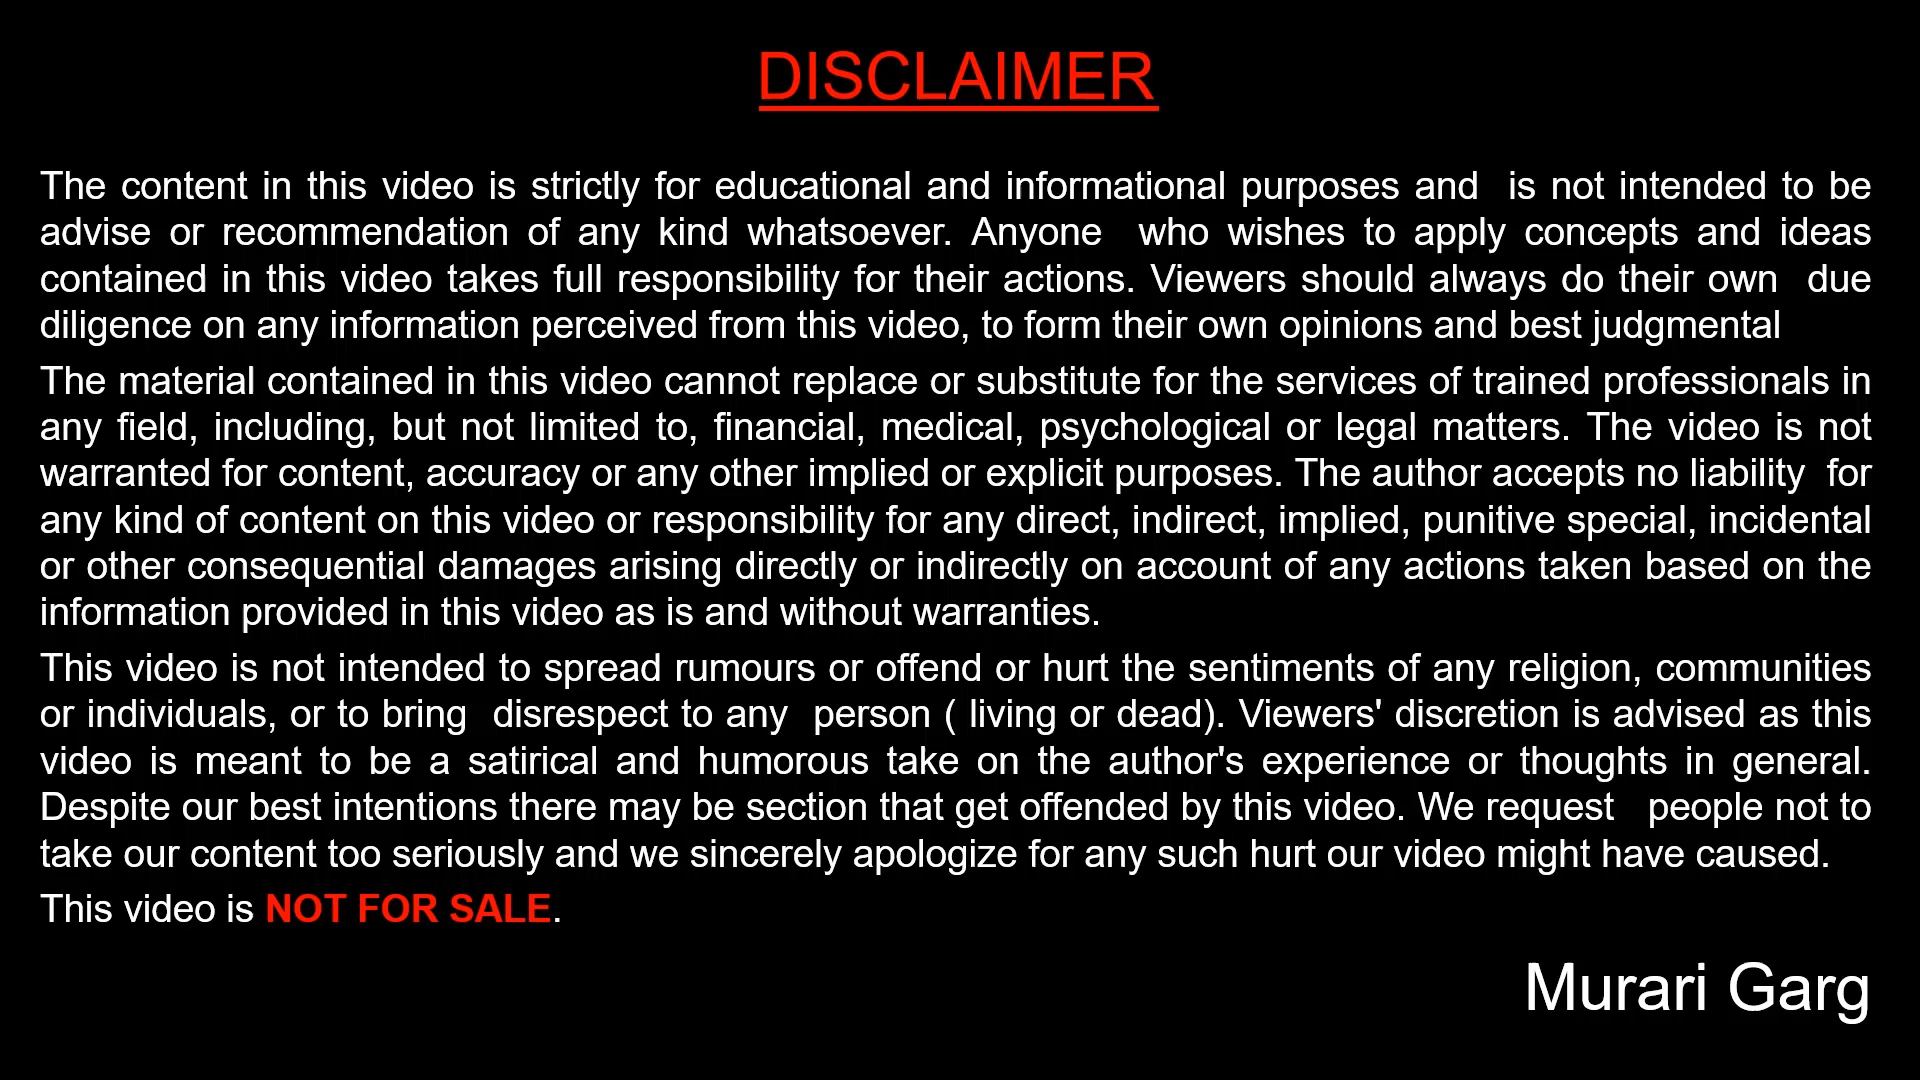 DISCLAIMER
The content in this video is strictly for educational and informational purposes and is not intended to be
advise or recommendation of any kind whatsoever. Anyone who wishes to apply concepts and ideas
contained in this video takes full responsibility for their actions. Viewers should always do their own due
diligence on any information perceived from this video, to form their own opinions and best judgmental
The material contained in this video cannot replace or substitute for the services of trained professionals in
any field, including, but not limited to, financial, medical, psychological or legal matters. The video is not
warranted for content, accuracy or any other implied or explicit purposes. The author accepts no liability for
any kind of content on this video or responsibility for any direct, indirect, implied, punitive special, incidental
or other consequential damages arising directly or indirectly on account of any actions taken based on the
information provided in this video as is and without warranties.
This video is not intended to spread rumours or offend or hurt the sentiments of any religion, communities
or individuals, or to bring disrespect to any person ( living or dead). Viewers' discretion is advised as this
video is meant to be a satirical and humorous take on the author's experience or thoughts in general.
Despite our best intentions there may be section that get offended by this video. We request people not to
take our content too seriously and we sincerely apologize for any such hurt our video might have caused.
This video is NOT FOR SALE.
Murari Garg